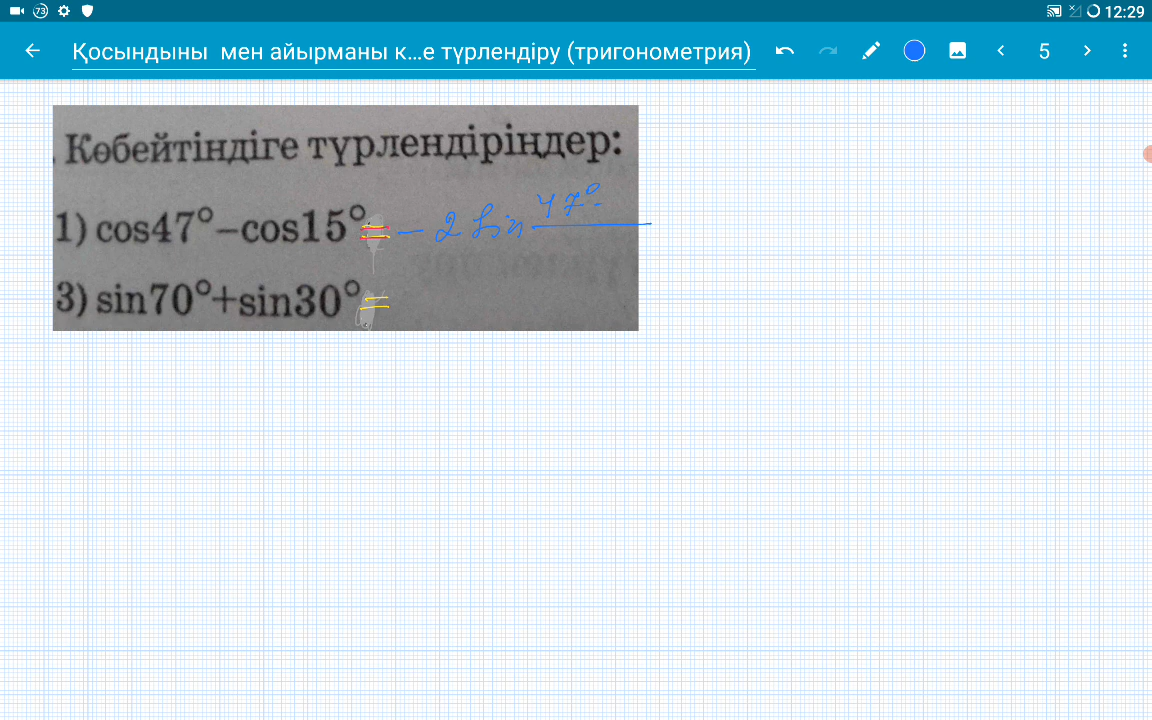 73 12:29
Қосындыны мен айырманы к...е түрлендіру (тригонометрия) 5
Көбейтіндіге түрлендіріңдер:
1) cos47°–cos15° = – 2 Sin 47°
3) sin70°+sin30° =